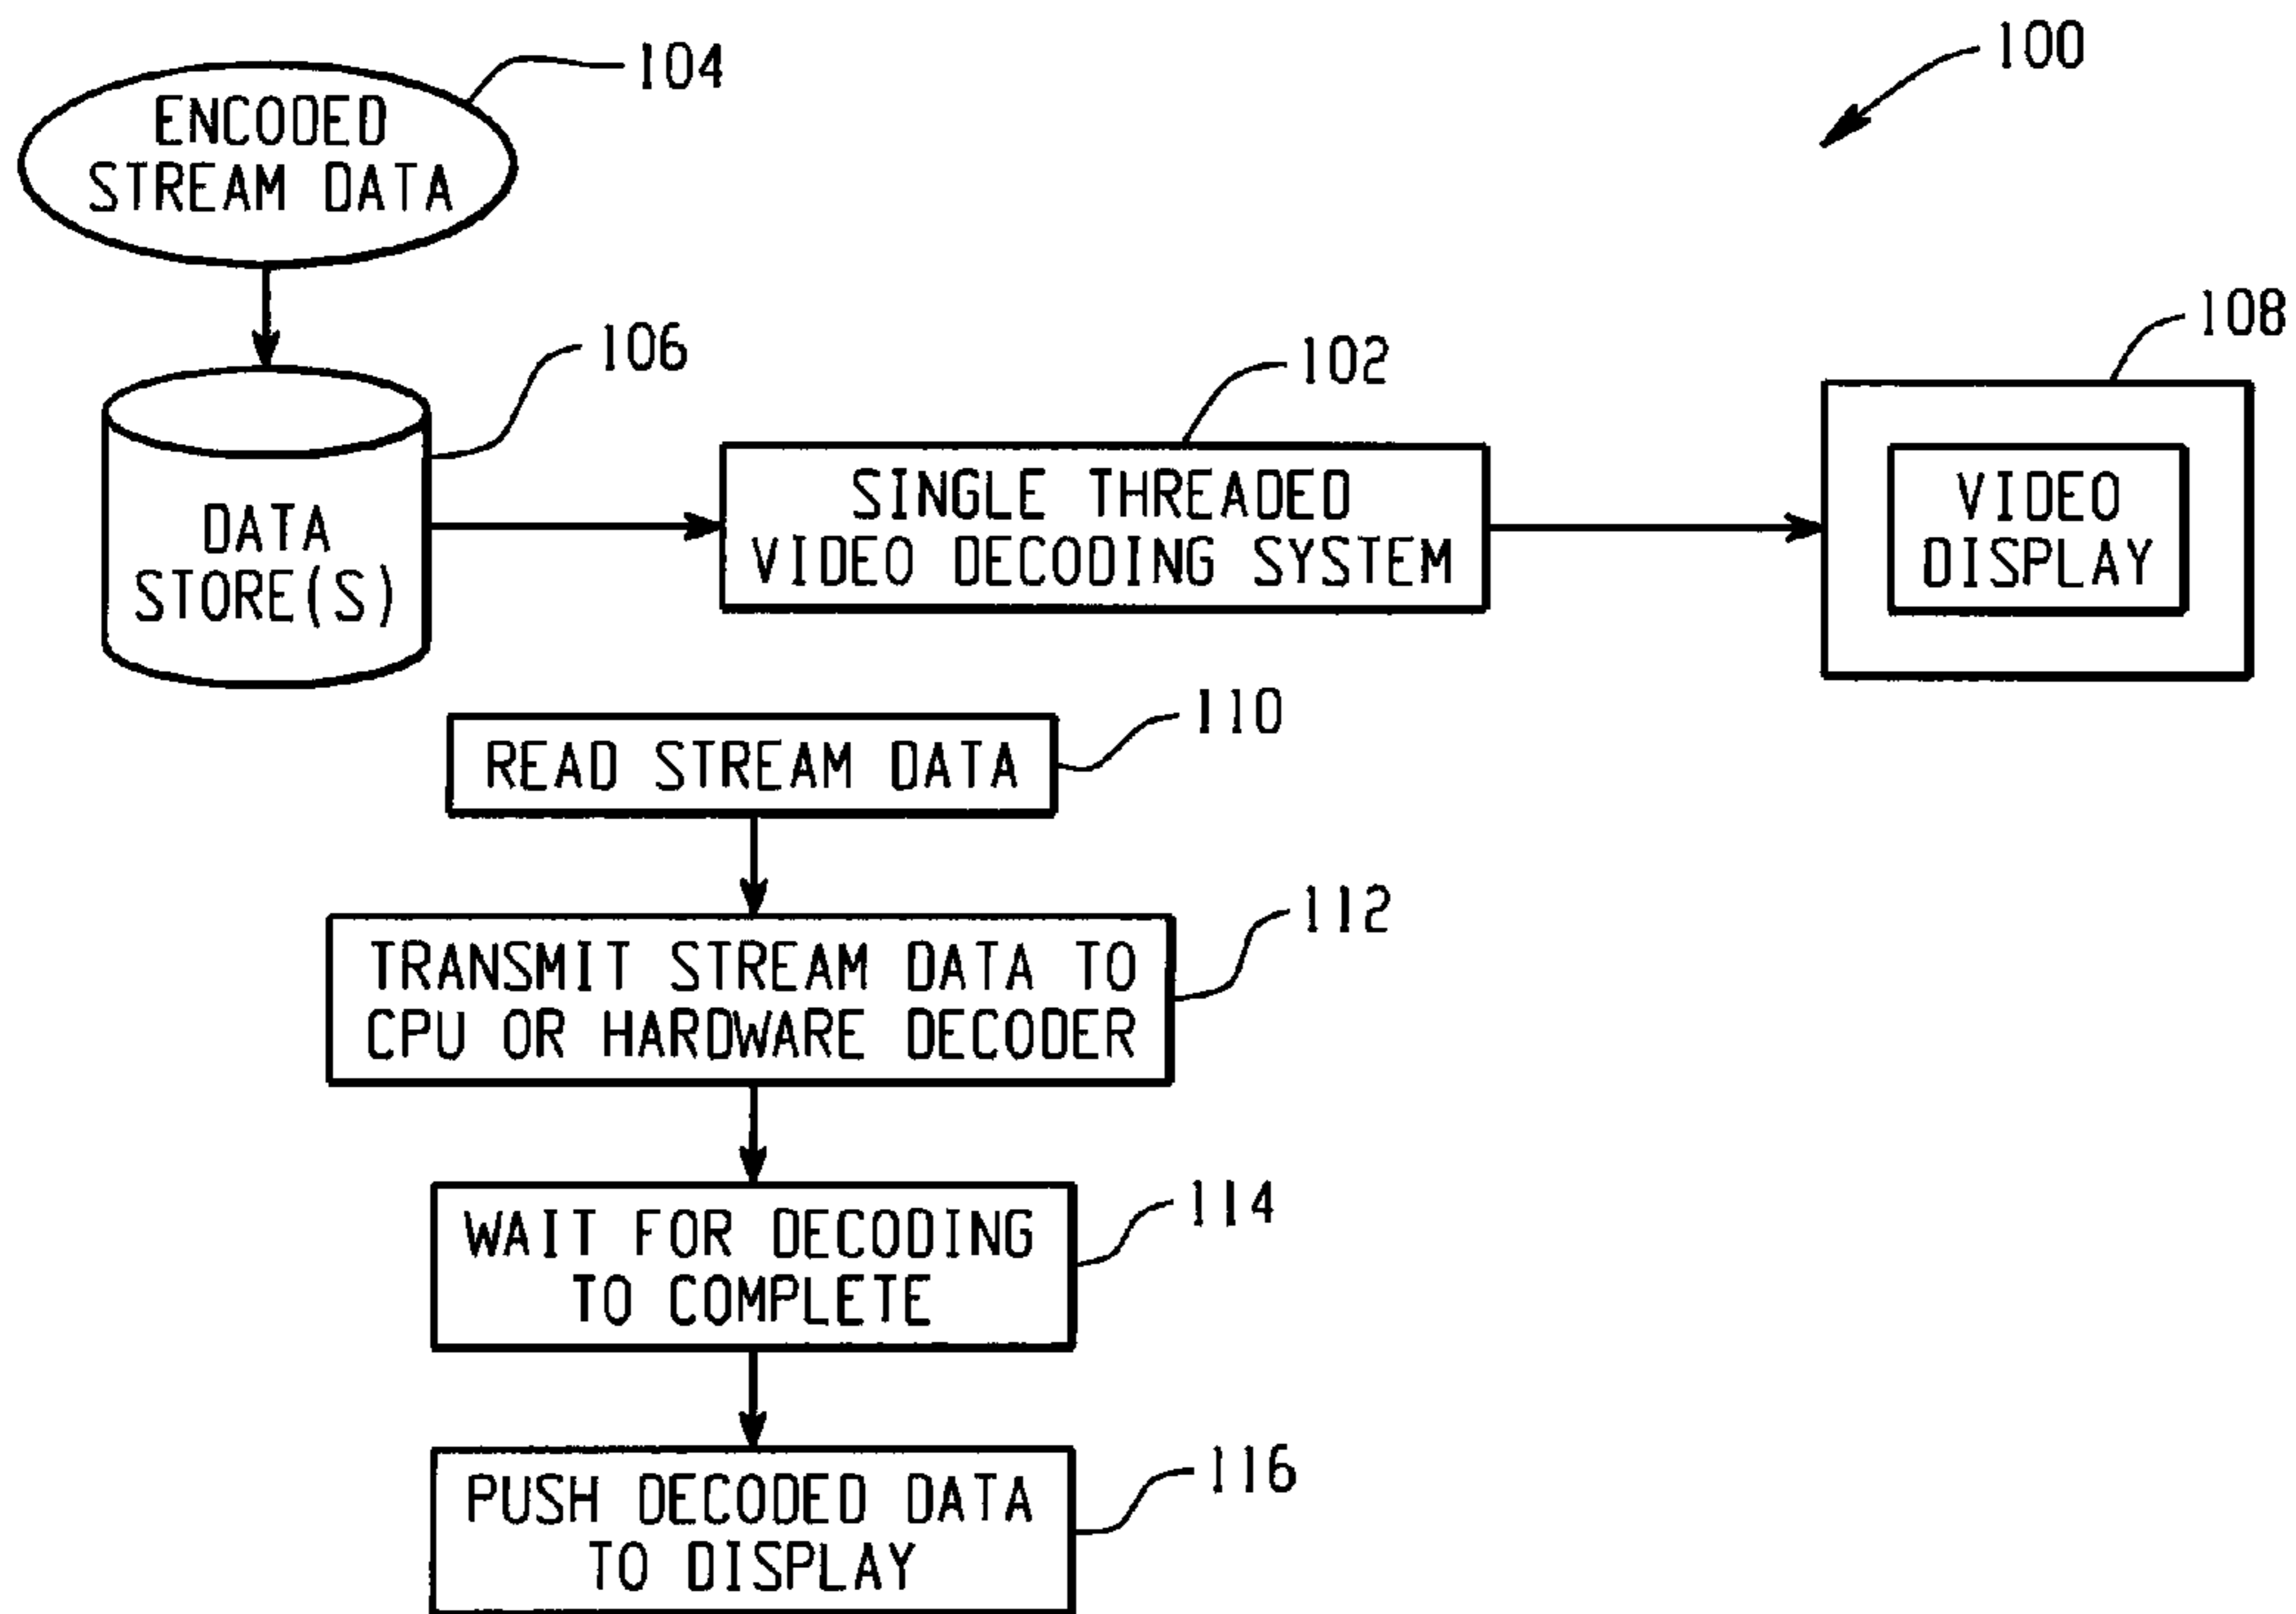 104
100
ENCODED
STREAM DATA
106
102
108
DATA
STORE(S)
SINGLE THREADED
VIDEO DECODING SYSTEM
VIDEO
DISPLAY
110
READ STREAM DATA
112
TRANSMIT STREAM DATA TO
CPU OR HARDWARE DECODER
114
WAIT FOR DECODING
TO COMPLETE
116
PUSH DECODED DATA
TO DISPLAY